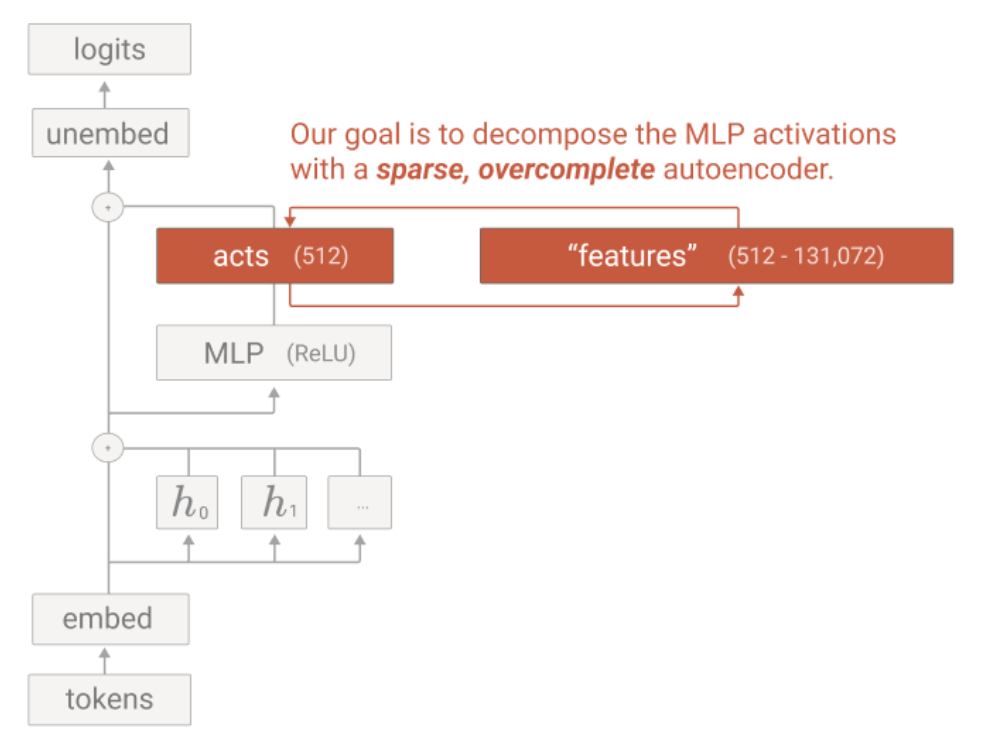 logits
unembed
Our goal is to decompose the MLP activations
with a sparse, overcomplete autoencoder.
+
acts (512)
“features” (512 - 131,072)
MLP (ReLU)
+
h₀
h₁
...
embed
tokens